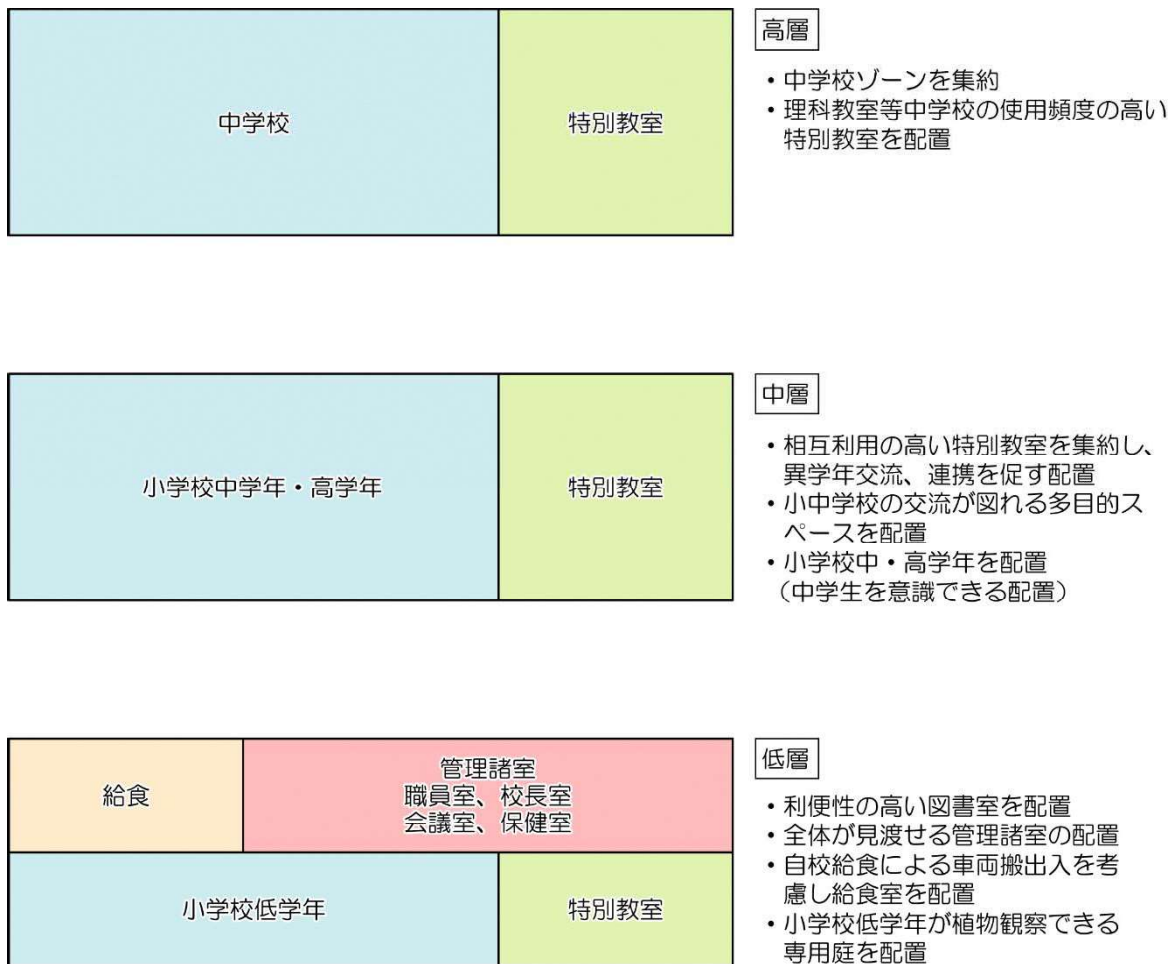 中学校
特別教室
高層
・中学校ゾーンを集約
・理科教室等中学校の使用頻度の高い
特別教室を配置
小学校中学年・高学年
特別教室
中層
・相互利用の高い特別教室を集約し、
異学年交流、連携を促す配置
・小中学校の交流が図れる多目的ス
ペースを配置
・小学校中・高学年を配置
（中学生を意識できる配置）
給食
管理諸室
職員室、校長室
会議室、保健室
小学校低学年
特別教室
低層
・利便性の高い図書室を配置
・全体が見渡せる管理諸室の配置
・自校給食による車両搬出入を考
慮し給食室を配置
・小学校低学年が植物観察できる
専用庭を配置